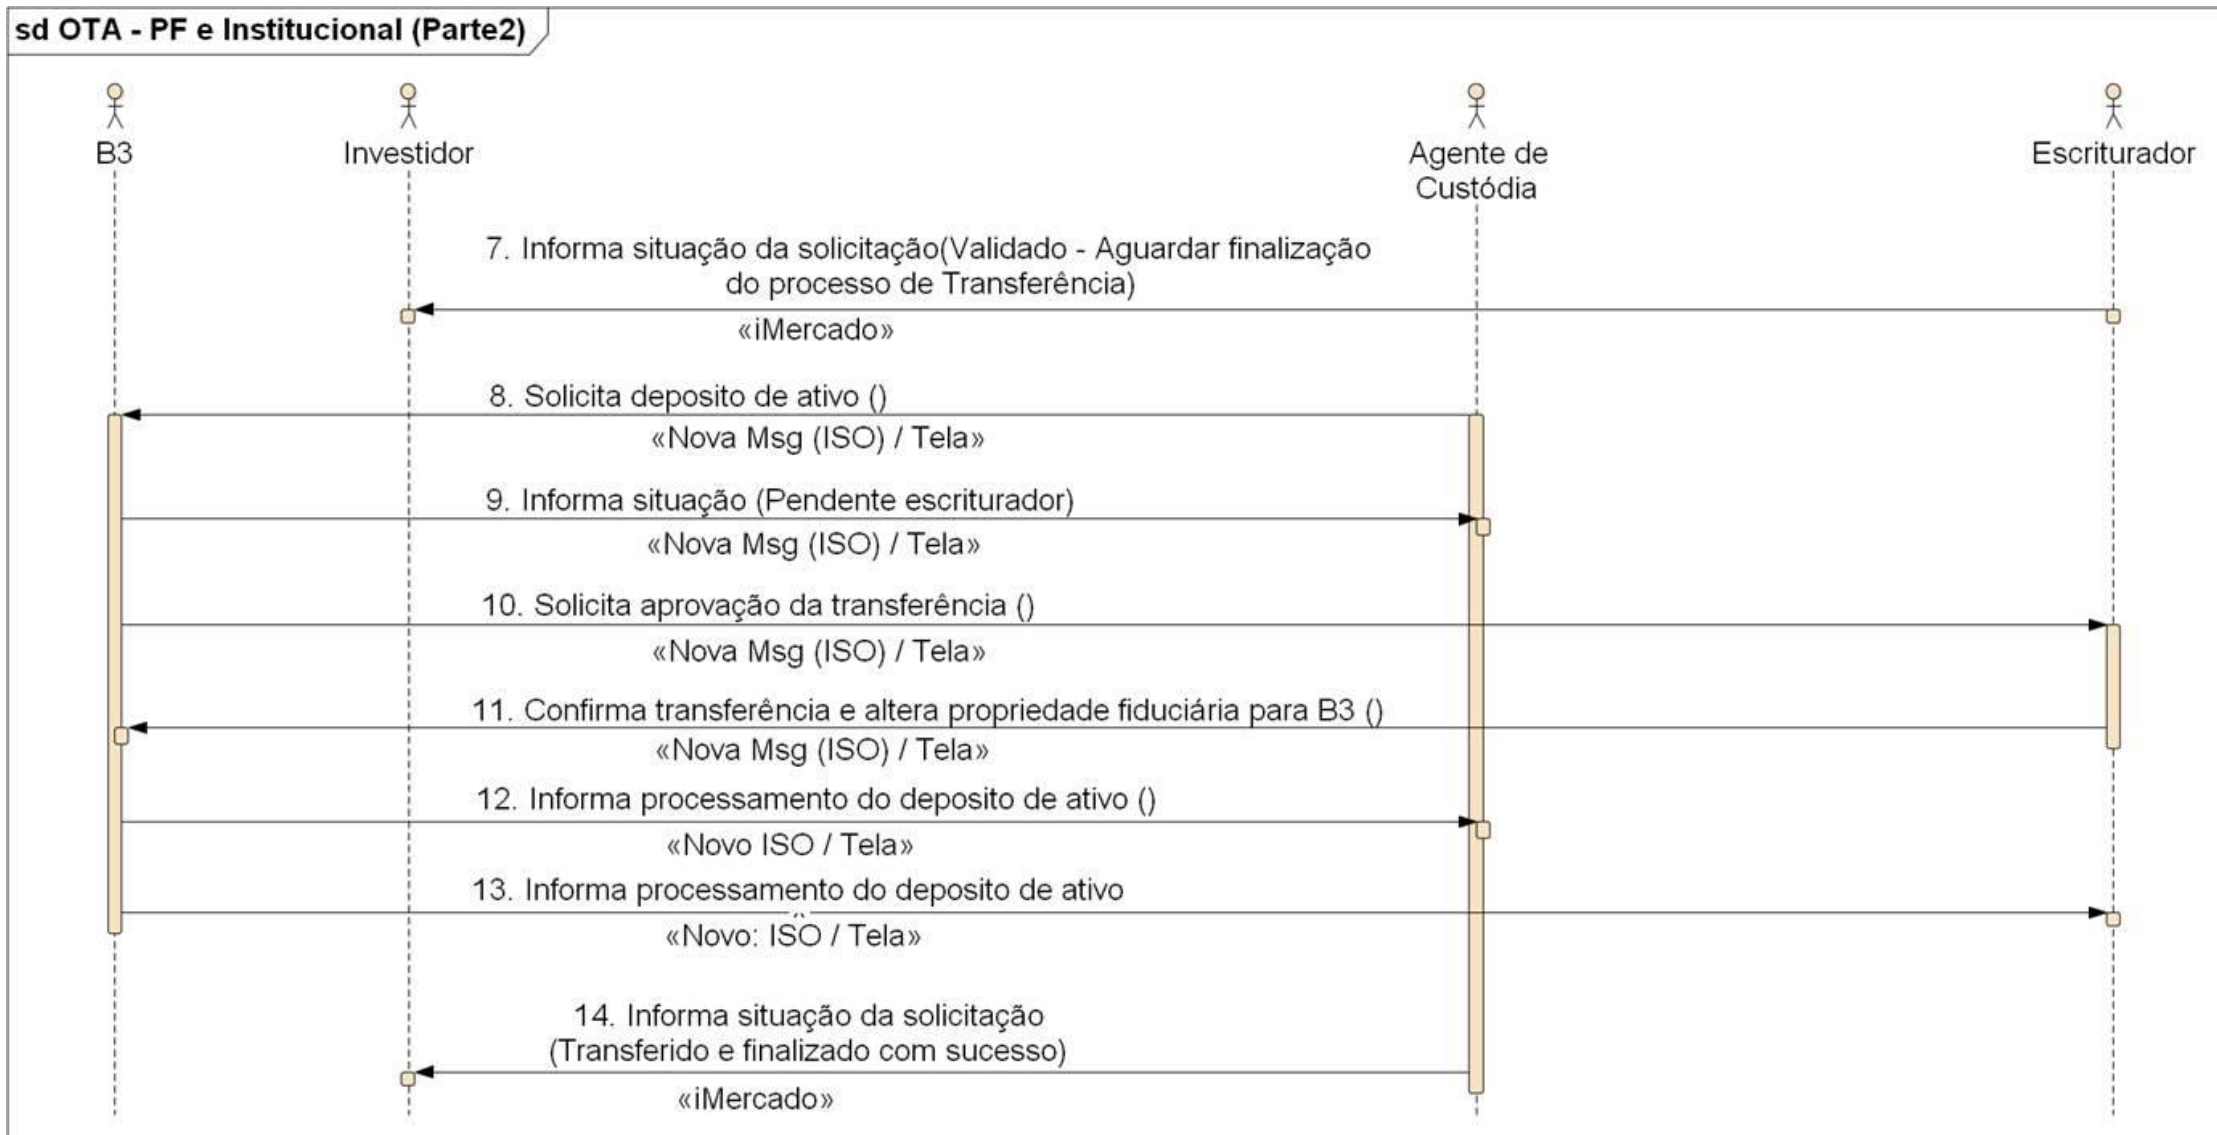 sd OTA - PF e Institucional (Parte2)
B3
Investidor
Agente de
Custódia
Escriturador
7. Informa situação da solicitação(Validado - Aguardar finalização
do processo de Transferência)
«iMercado»
8. Solicita deposito de ativo ()
«Nova Msg (ISO) / Tela»
9. Informa situação (Pendente escriturador)
«Nova Msg (ISO) / Tela»
10. Solicita aprovação da transferência ()
«Nova Msg (ISO) / Tela»
11. Confirma transferência e altera propriedade fiduciária para B3 ()
«Nova Msg (ISO) / Tela»
12. Informa processamento do deposito de ativo ()
«Novo ISO / Tela»
13. Informa processamento do deposito de ativo
«Novo: ISO / Tela»
14. Informa situação da solicitação
(Transferido e finalizado com sucesso)
«iMercado»